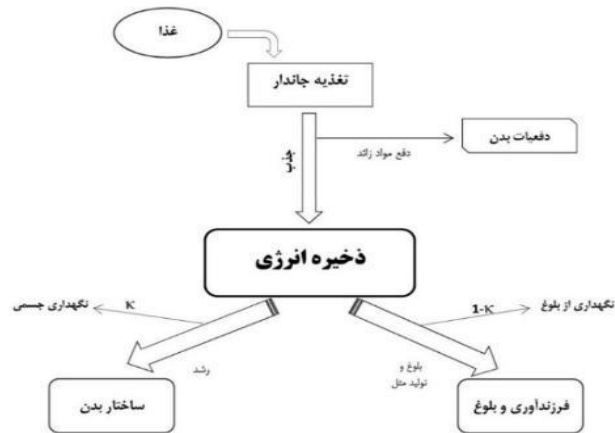 غذا
تغذیه جاندار
دفعیات بدن
دفع مواد زائد
جذب
ذخیره انرژی
نگهداری از بلوغ
1-κ
κ
نگهداری جسمی
بلوغ و
تولید مثل
رشد
فرزندآوری و بلوغ
ساختار بدن